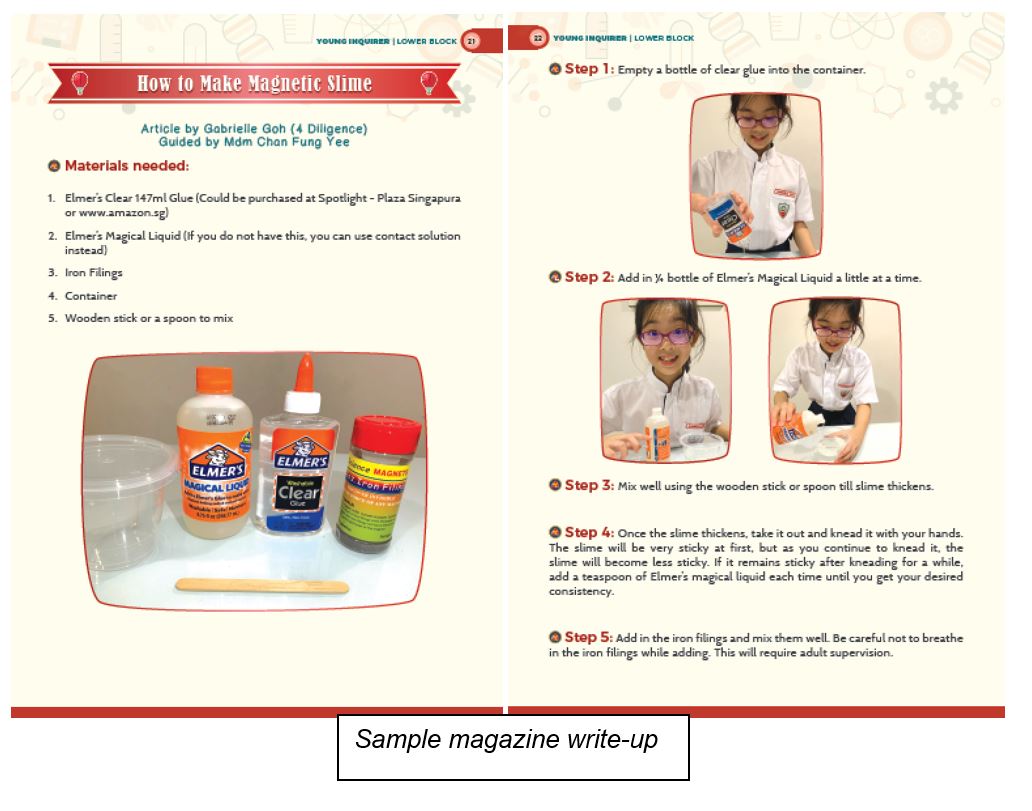 YOUNG INQUIRER | LOWER BLOCK 21
How to Make Magnetic Slime
Article by Gabrielle Goh (4 Diligence)
Guided by Mdm Chan Fung Yee
Materials needed:
1. Elmer's Clear 147ml Glue (Could be purchased at Spotlight – Plaza Singapura
or www.amazon.sg)
2. Elmer's Magical Liquid (If you do not have this, you can use contact solution
instead)
3. Iron Filings
4. Container
5. Wooden stick or a spoon to mix
ELMER'S
MAGICAL LIQUID
ELMER'S
Washable
Clear
Glue
Science MAGNETS
Iron Filings
22 YOUNG INQUIRER | LOWER BLOCK
Step 1: Empty a bottle of clear glue into the container.
Clear
Step 2: Add in ¼ bottle of Elmer's Magical Liquid a little at a time.
Step 3: Mix well using the wooden stick or spoon till slime thickens.
Step 4: Once the slime thickens, take it out and knead it with your hands.
The slime will be very sticky at first, but as you continue to knead it, the
slime will become less sticky. If it remains sticky after kneading for a while,
add a teaspoon of Elmer's magical liquid each time until you get your desired
consistency.
Step 5: Add in the iron filings and mix them well. Be careful not to breathe
in the iron filings while adding. This will require adult supervision.
Sample magazine write-up